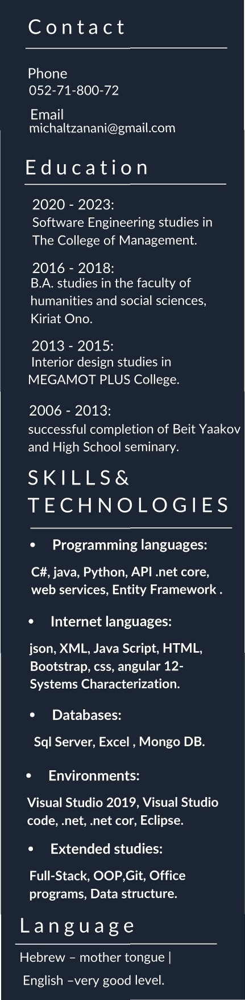 Contact
Phone
052-71-800-72
Email
michaltzanani@gmail.com
Education
2020 - 2023:
Software Engineering studies in
The College of Management.
2016 - 2018:
B.A. studies in the faculty of
humanities and social sciences,
Kiriat Ono.
2013 - 2015:
Interior design studies in
MEGAMOT PLUS College.
2006 - 2013:
successful completion of Beit Yaakov
and High School seminary.
SKILLS&
TECHNOLOGIES
• Programming languages:
C#, java, Python, API .net core,
web services, Entity Framework .
• Internet languages:
json, XML, Java Script, HTML,
Bootstrap, css, angular 12-
Systems Characterization.
• Databases:
Sql Server, Excel , Mongo DB.
• Environments:
Visual Studio 2019, Visual Studio
code, .net, .net cor, Eclipse.
• Extended studies:
Full-Stack, OOP,Git, Office
programs, Data structure.
Language
Hebrew – mother tongue |
English –very good level.